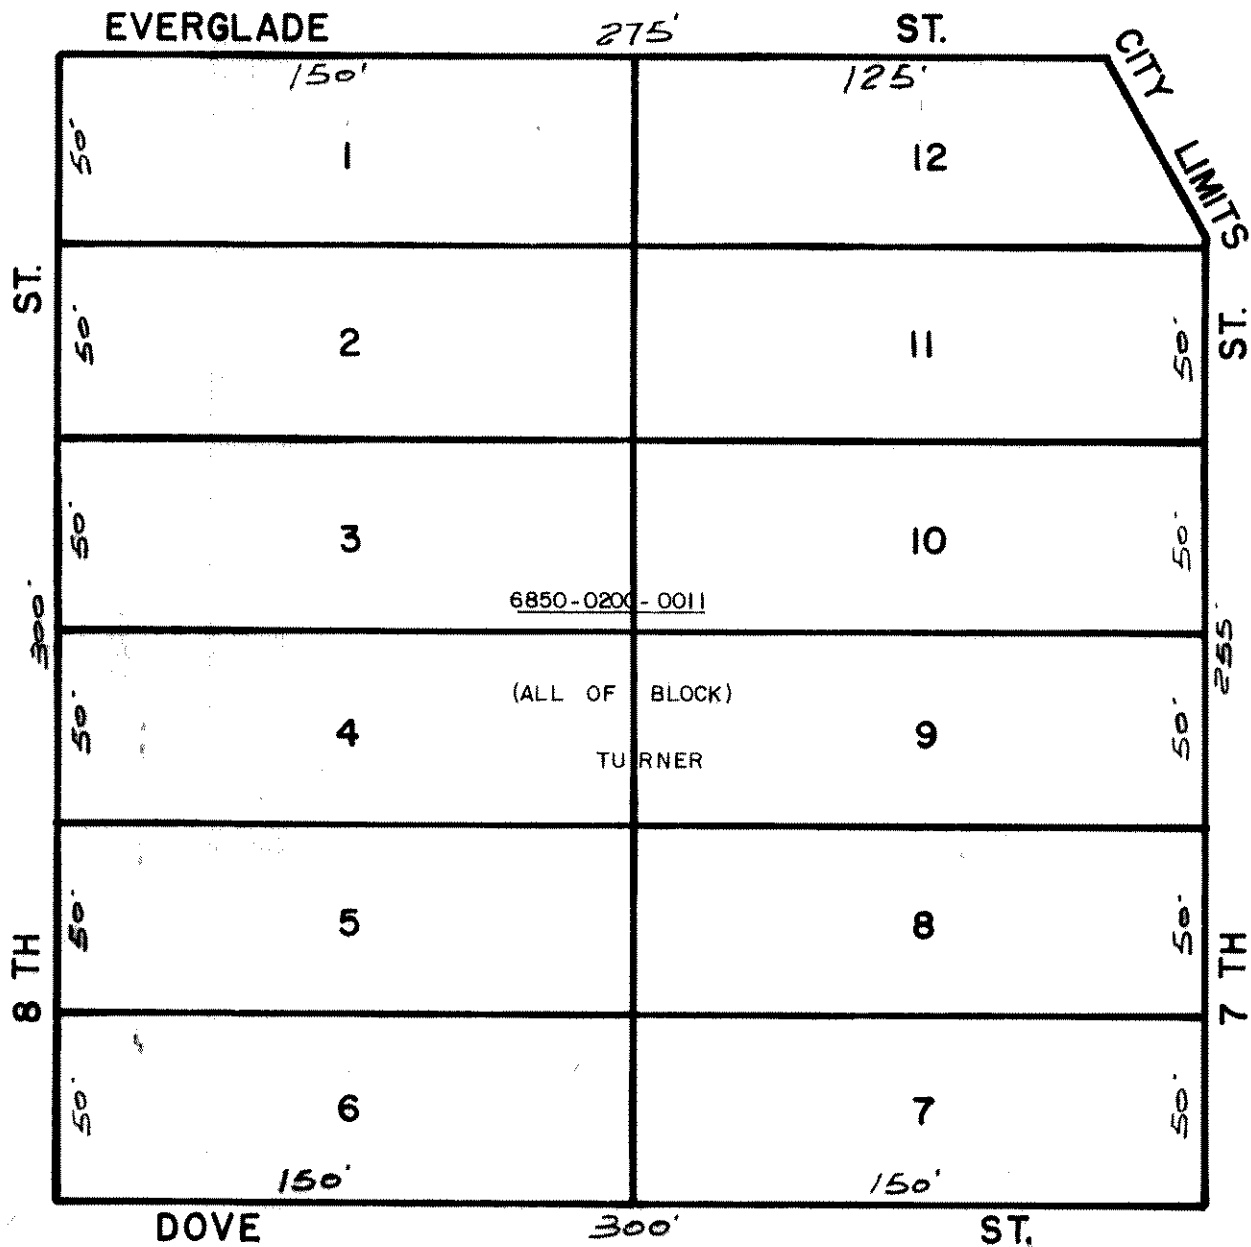 EVERGLADE 275' ST.
150' 125'
CITY LIMITS
50' 1 12
ST.
50' 2 11 50'
ST.
50' 3 10 50'
6850-0200-0011
300' 255'
(ALL OF BLOCK)
50' 4 9 50'
TURNER
50' 5 8 50'
8 TH 7 TH
50' 6 7 50'
150' 150'
DOVE 300' ST.